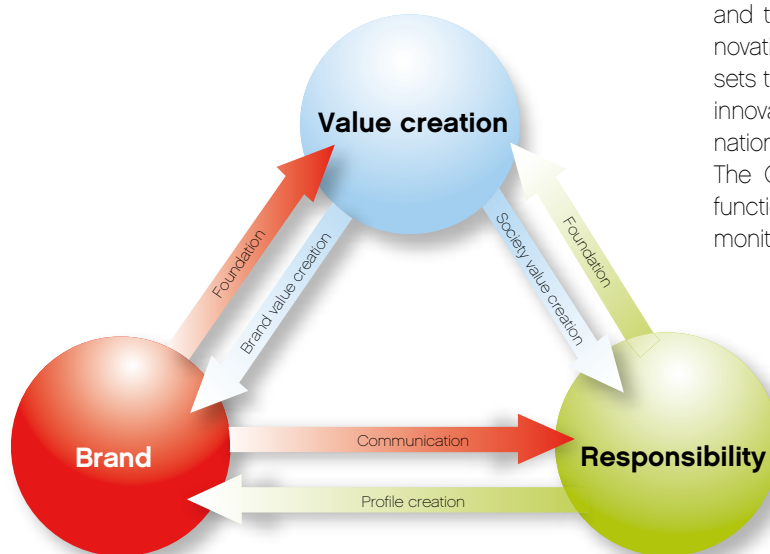 and t
novati
sets t
innova
nation
The C
functi
monit
Value creation
Foundation
Brand value creation
Society value creation
Foundation
Brand
Communication
Responsibility
Profile creation